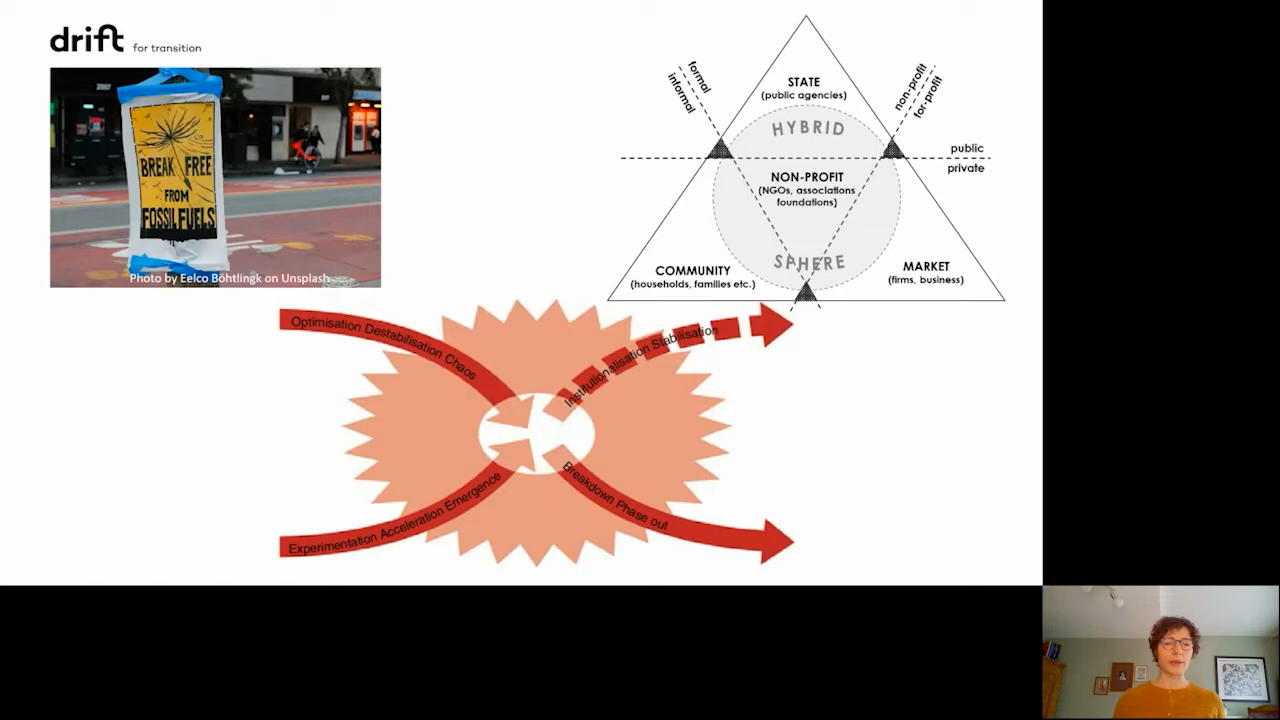 drift for transition
2007
BREAK FREE
FROM
FOSSIL FUELS
Photo by Eelco Böhtlingk on Unsplash
formal
informal
non-profit
for-profit
STATE
(public agencies)
HYBRID
public
private
NON-PROFIT
(NGOs, associations
foundations)
SPHERE
COMMUNITY
(households, families etc.)
MARKET
(firms, business)
Optimisation Destabilisation Chaos
Institutionalisation Stabilisation
Experimentation Acceleration Emergence
Breakdown Phase out